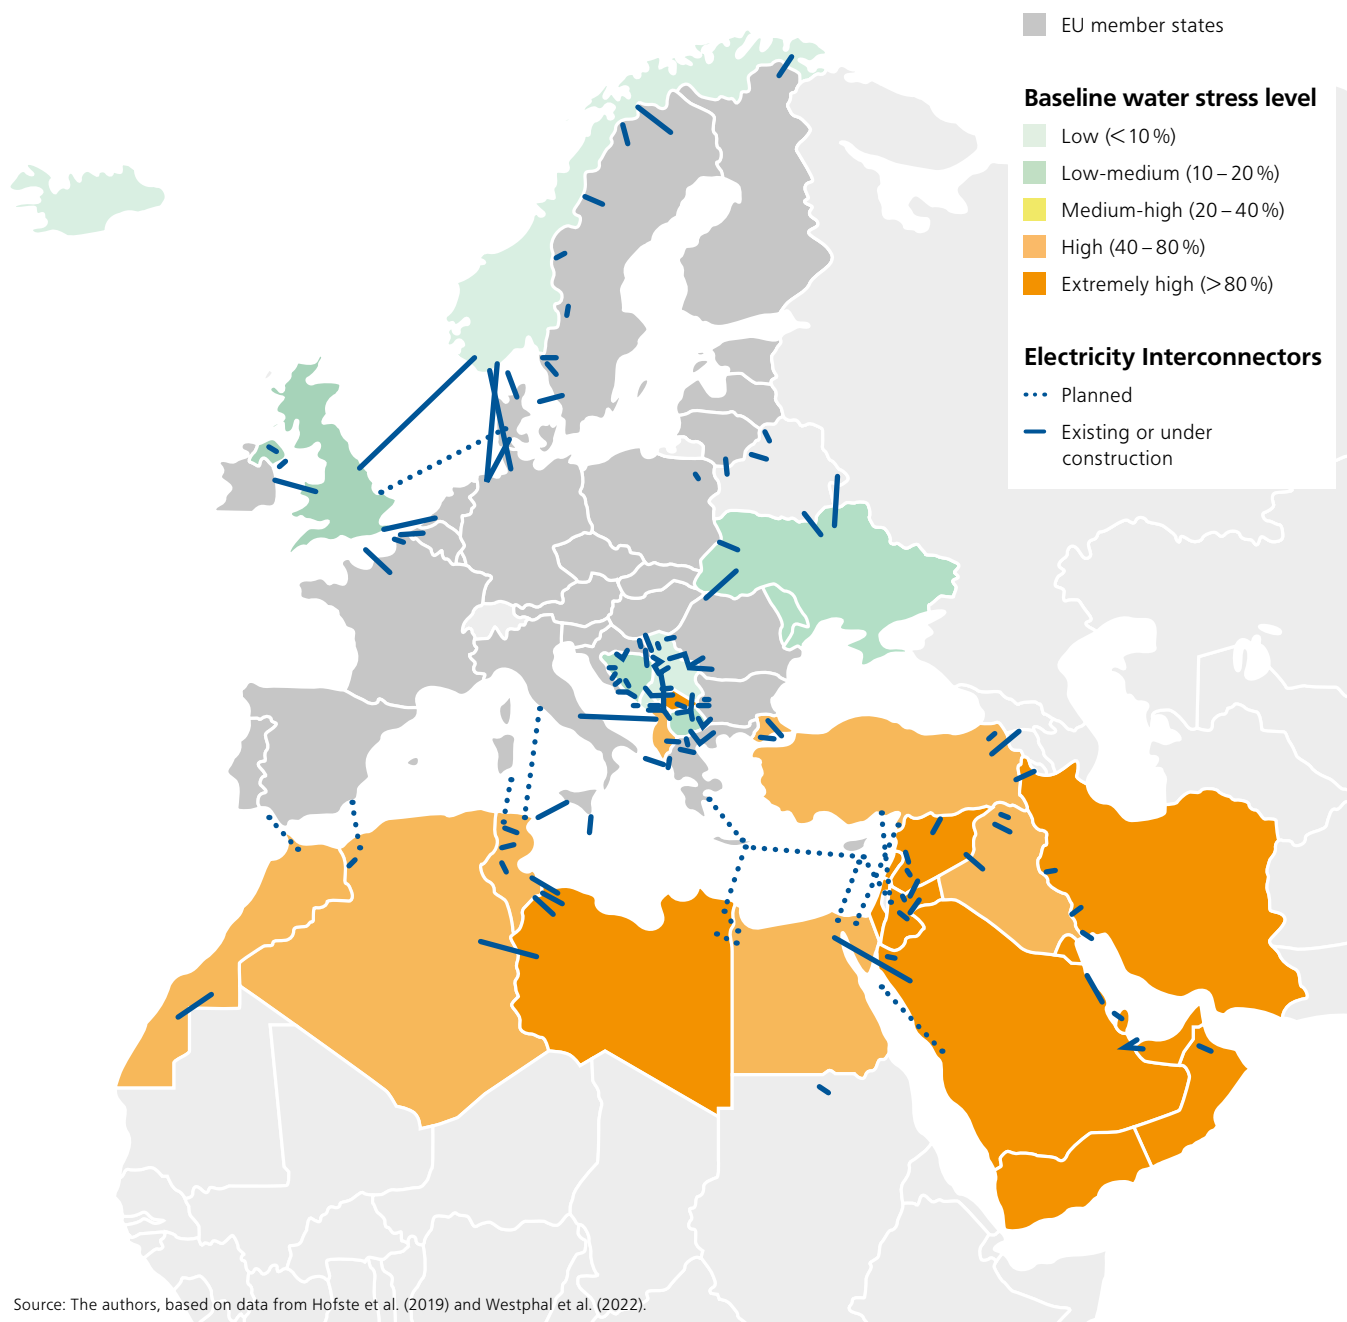 EU member states
Baseline water stress level
Low (<10 %)
Low-medium (10 – 20 %)
Medium-high (20 – 40 %)
High (40 – 80 %)
Extremely high (>80 %)
Electricity Interconnectors
Planned
Existing or under
construction
Source: The authors, based on data from Hofste et al. (2019) and Westphal et al. (2022).